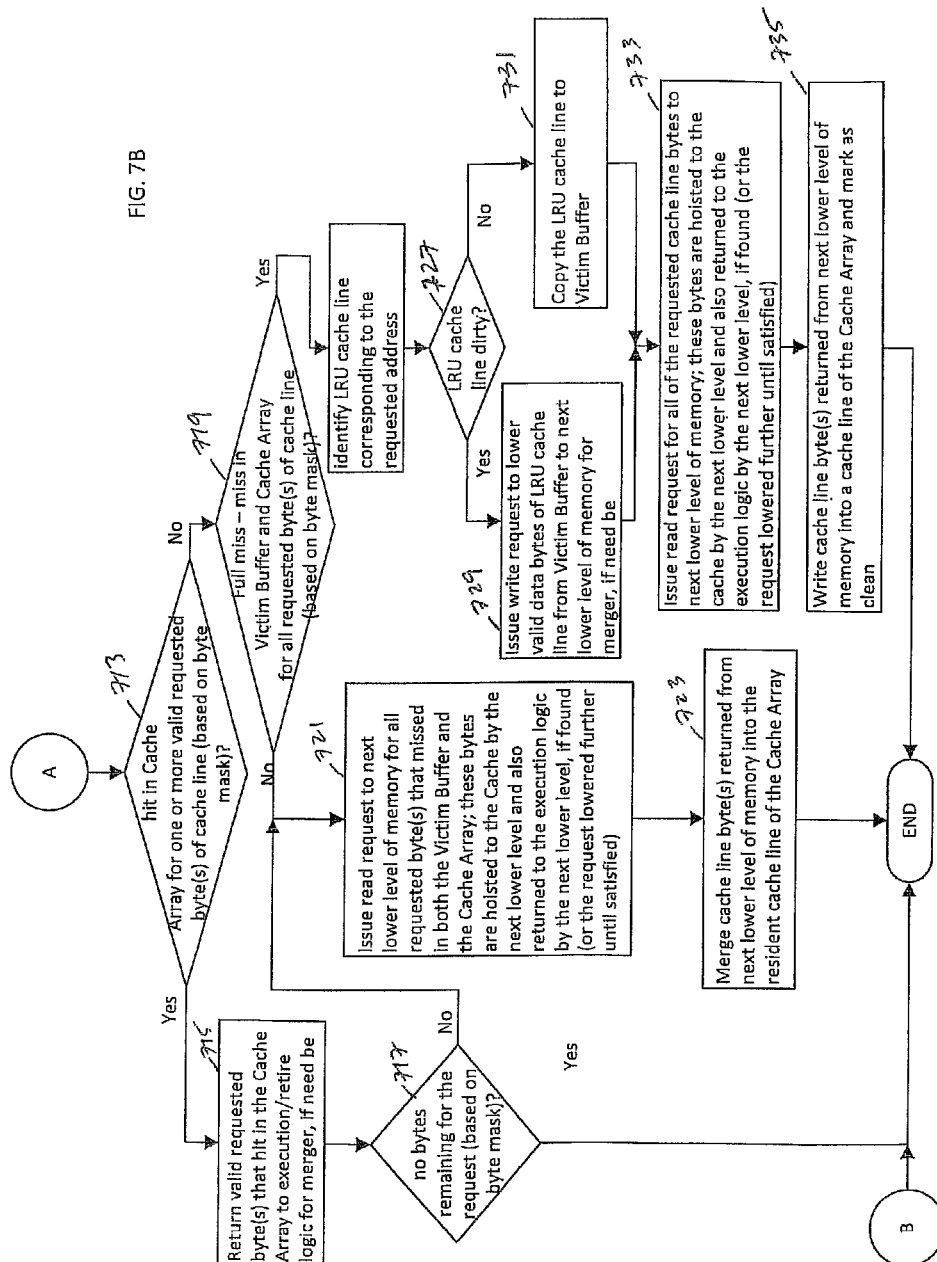 FIG. 7B
A
713
hit in Cache
Array for one or more valid requested
byte(s) of cache line (based on byte
mask)?
Yes
No
715
Return valid requested
byte(s) that hit in the Cache
Array to execution/retire
logic for merger, if need be
717
no bytes
remaining for the
request (based on
byte mask)?
No
Yes
B
719
Full miss – miss in
Victim Buffer and Cache Array
for all requested byte(s) of cache line
(based on byte mask)?
No
Yes
721
Issue read request to next
lower level of memory for all
requested byte(s) that missed
in both the Victim Buffer and
the Cache Array; these bytes
are hoisted to the Cache by the
next lower level and also
returned to the execution logic
by the next lower level, if found
(or the request lowered further
until satisfied)
723
Merge cache line byte(s) returned from
next lower level of memory into the
resident cache line of the Cache Array
identify LRU cache line
corresponding to the
requested address
727
LRU cache
line dirty?
Yes
No
729
Issue write request to lower
valid data bytes of LRU cache
line from Victim Buffer to next
lower level of memory for
merger, if need be
731
Copy the LRU cache line to
Victim Buffer
733
Issue read request for all of the requested cache line bytes to
next lower level of memory; these bytes are hoisted to the
cache by the next lower level and also returned to the
execution logic by the next lower level, if found (or the
request lowered further until satisfied)
735
Write cache line byte(s) returned from next lower level of
memory into a cache line of the Cache Array and mark as
clean
END